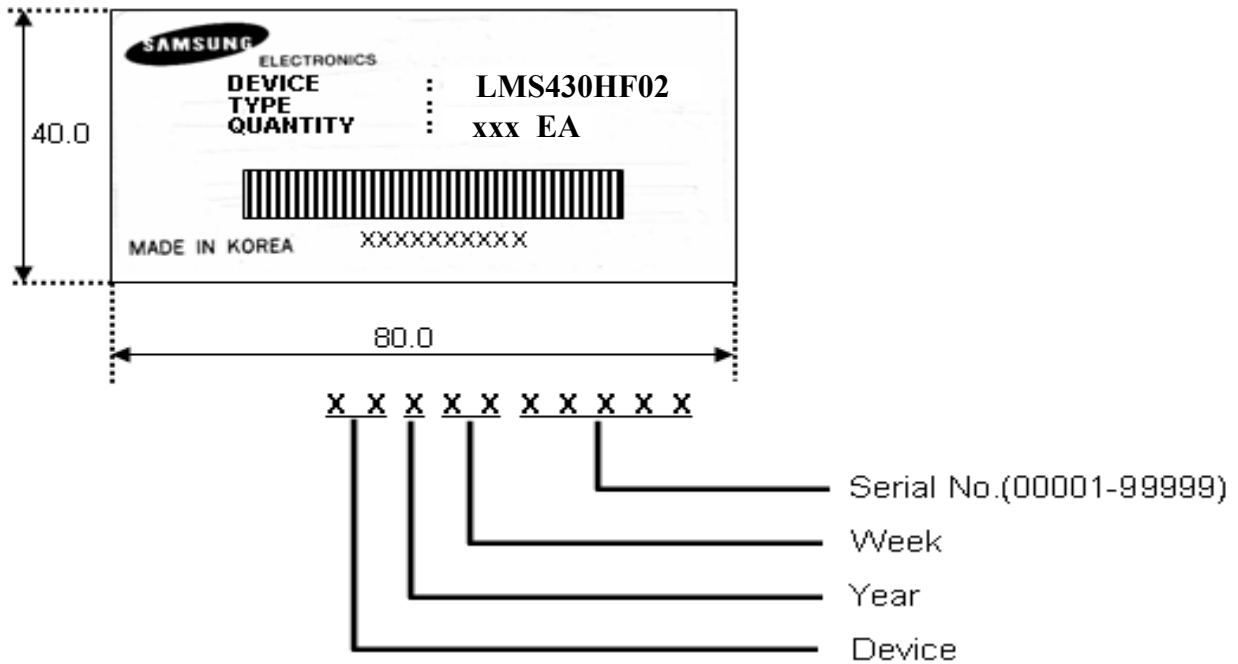 SAMSUNG
ELECTRONICS
DEVICE : LMS430HF02
TYPE :
QUANTITY : xxx EA
40.0
MADE IN KOREA XXXXXXXXXX
80.0
X X X X X X X X X X
Serial No.(00001-99999)
Week
Year
Device